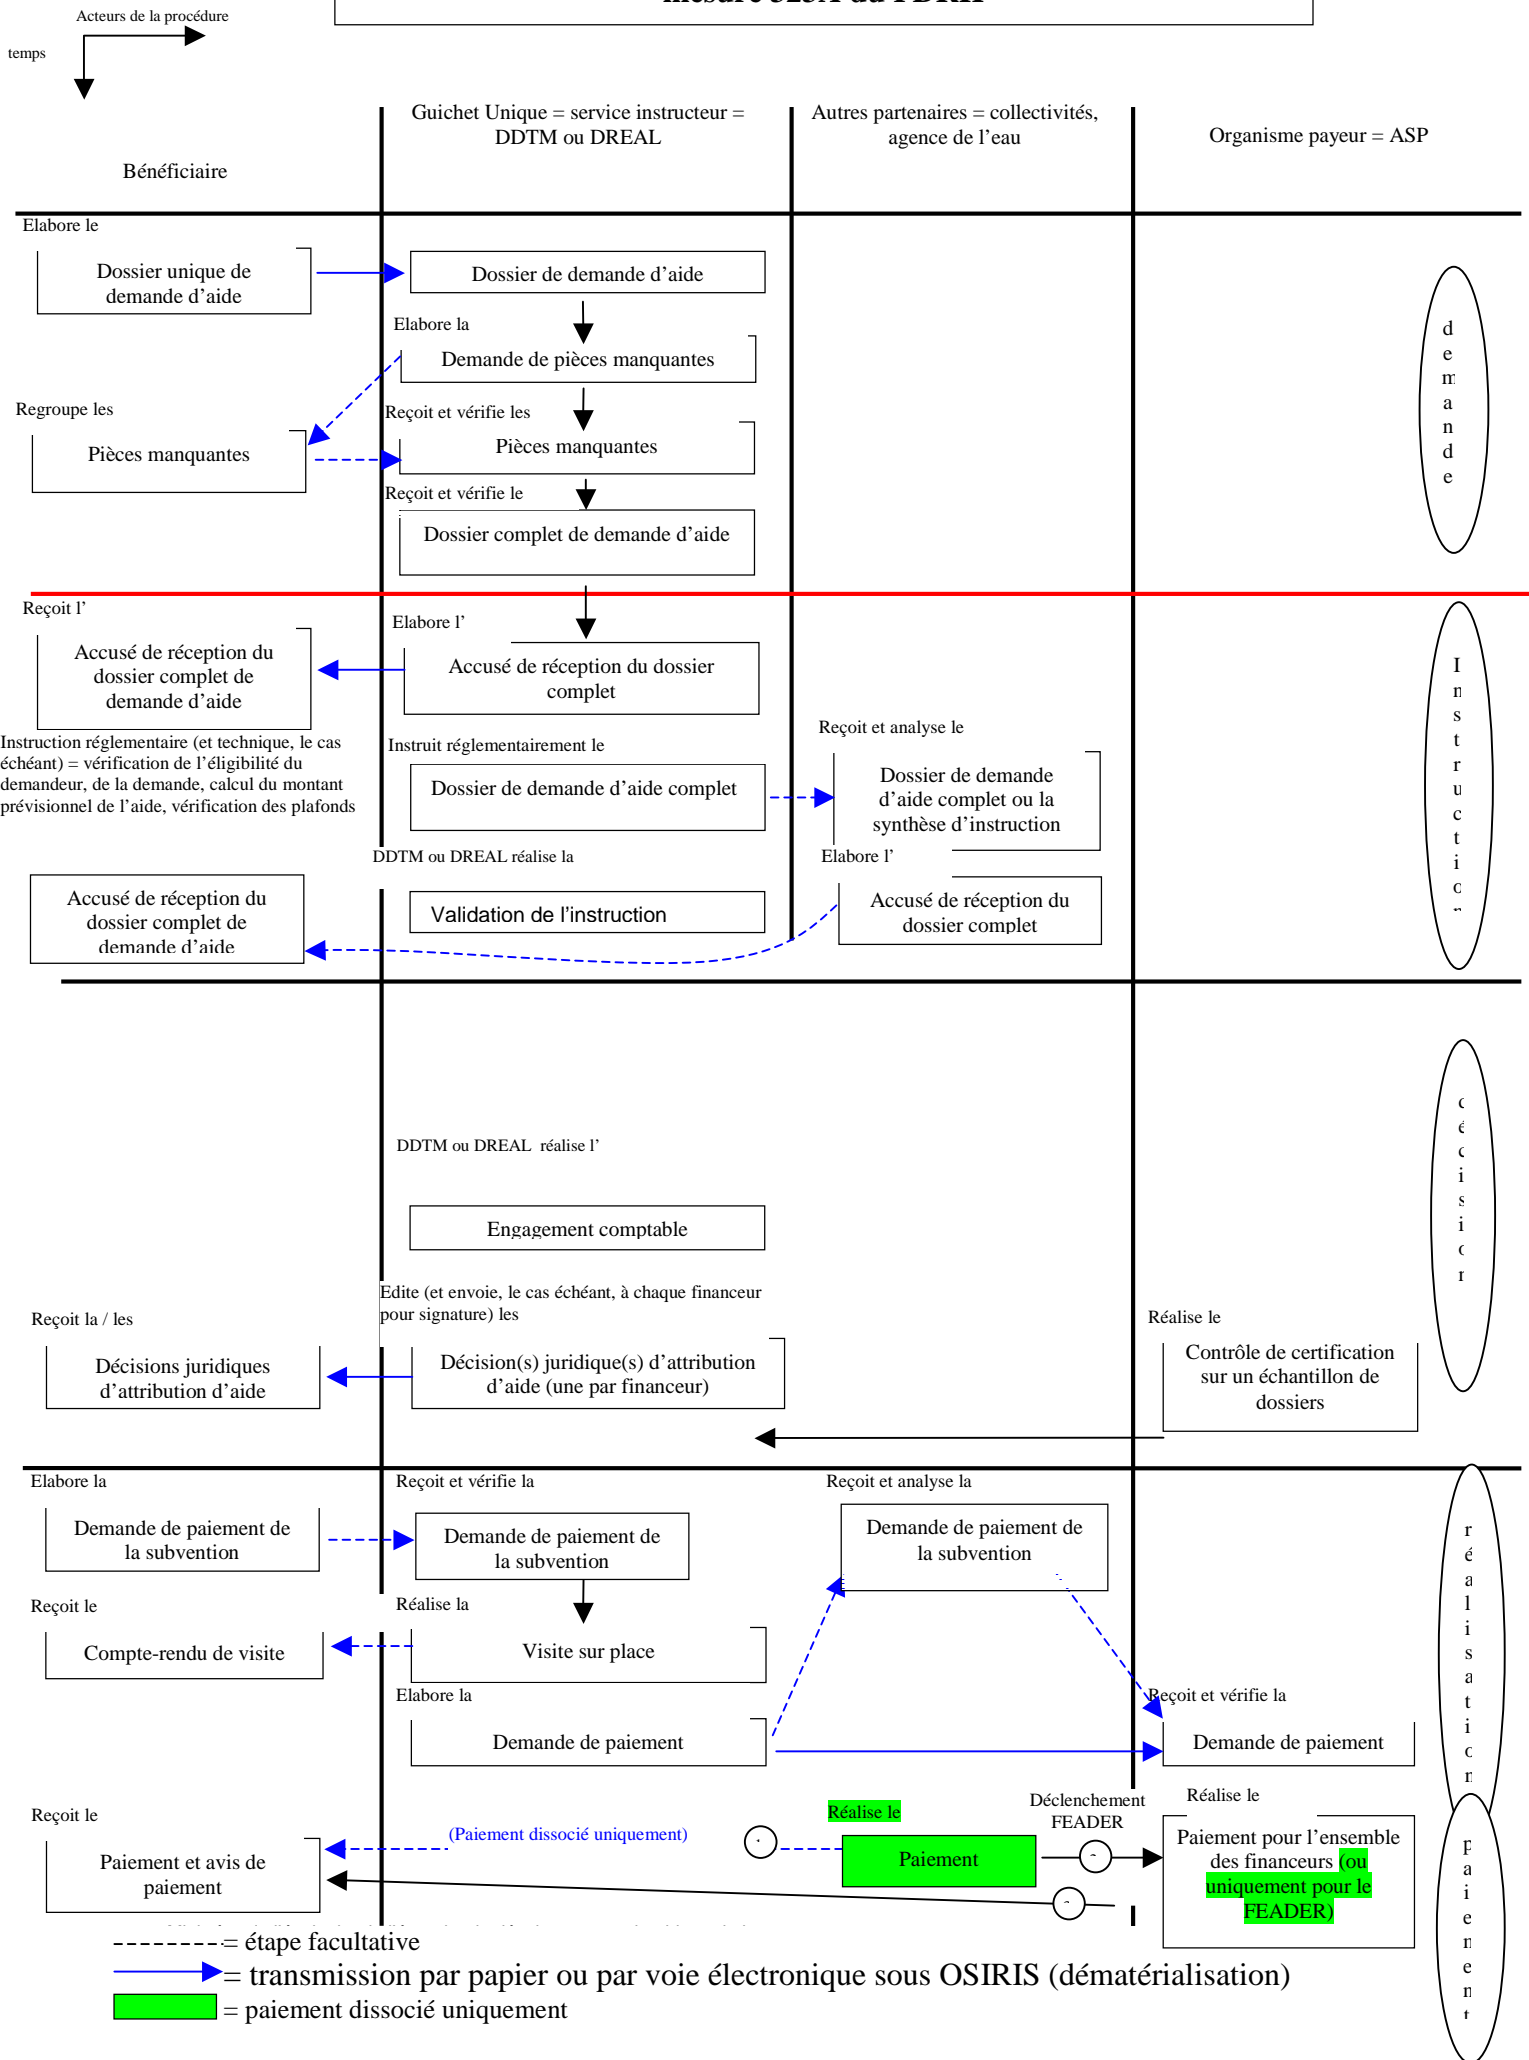 Acteurs de la procédure
temps
Bénéficiaire
Guichet Unique = service instructeur =
DDTM ou DREAL
Autres partenaires = collectivités,
agence de l’eau
Organisme payeur = ASP
Elabore le
Dossier unique de
demande d’aide
Dossier de demande d’aide
Elabore la
Demande de pièces manquantes
Regroupe les
Pièces manquantes
Reçoit et vérifie les
Pièces manquantes
Reçoit et vérifie le
Dossier complet de demande d’aide
demande
Reçoit l’
Accusé de réception du
dossier complet de
demande d’aide
Elabore l’
Accusé de réception du dossier
complet
Instruction réglementaire (et technique, le cas
échéant) = vérification de l’éligibilité du
demandeur, de la demande, calcul du montant
prévisionnel de l’aide, vérification des plafonds
Instruit réglementairement le
Dossier de demande d’aide complet
Reçoit et analyse le
Dossier de demande
d’aide complet ou la
synthèse d’instruction
DDTM ou DREAL réalise la
Validation de l’instruction
Elabore l’
Accusé de réception du
dossier complet
Accusé de réception du
dossier complet de
demande d’aide
Instruction
DDTM ou DREAL  réalise l’
Engagement comptable
Edite (et envoie, le cas échéant, à chaque financeur
pour signature) les
Décision(s) juridique(s) d’attribution
d’aide (une par financeur)
Reçoit la / les
Décisions juridiques
d’attribution d’aide
Réalise le
Contrôle de certification
sur un échantillon de
dossiers
décision
Elabore la
Demande de paiement de
la subvention
Reçoit et vérifie la
Demande de paiement de
la subvention
Reçoit et analyse la
Demande de paiement de
la subvention
Reçoit le
Compte-rendu de visite
Réalise la
Visite sur place
Elabore la
Demande de paiement
Reçoit et vérifie la
Demande de paiement
réalisation
Reçoit le
Paiement et avis de
paiement
(Paiement dissocié uniquement)
Réalise le
Paiement
Déclenchement
FEADER
Réalise le
Paiement pour l’ensemble
des financeurs (ou
uniquement pour le
FEADER)
paiement
= étape facultative
= transmission par papier ou par voie électronique sous OSIRIS (dématérialisation)
= paiement dissocié uniquement